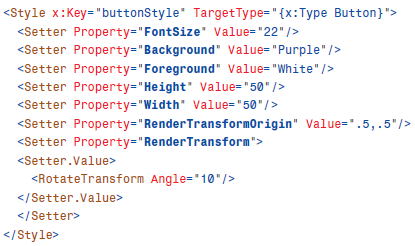 <Style x:Key="buttonStyle" TargetType="{x:Type Button}">
<Setter Property="FontSize" Value="22"/>
<Setter Property="Background" Value="Purple"/>
<Setter Property="Foreground" Value="White"/>
<Setter Property="Height" Value="50"/>
<Setter Property="Width" Value="50"/>
<Setter Property="RenderTransformOrigin" Value=".5,.5"/>
<Setter Property="RenderTransform">
<Setter.Value>
<RotateTransform Angle="10"/>
</Setter.Value>
</Setter>
</Style>